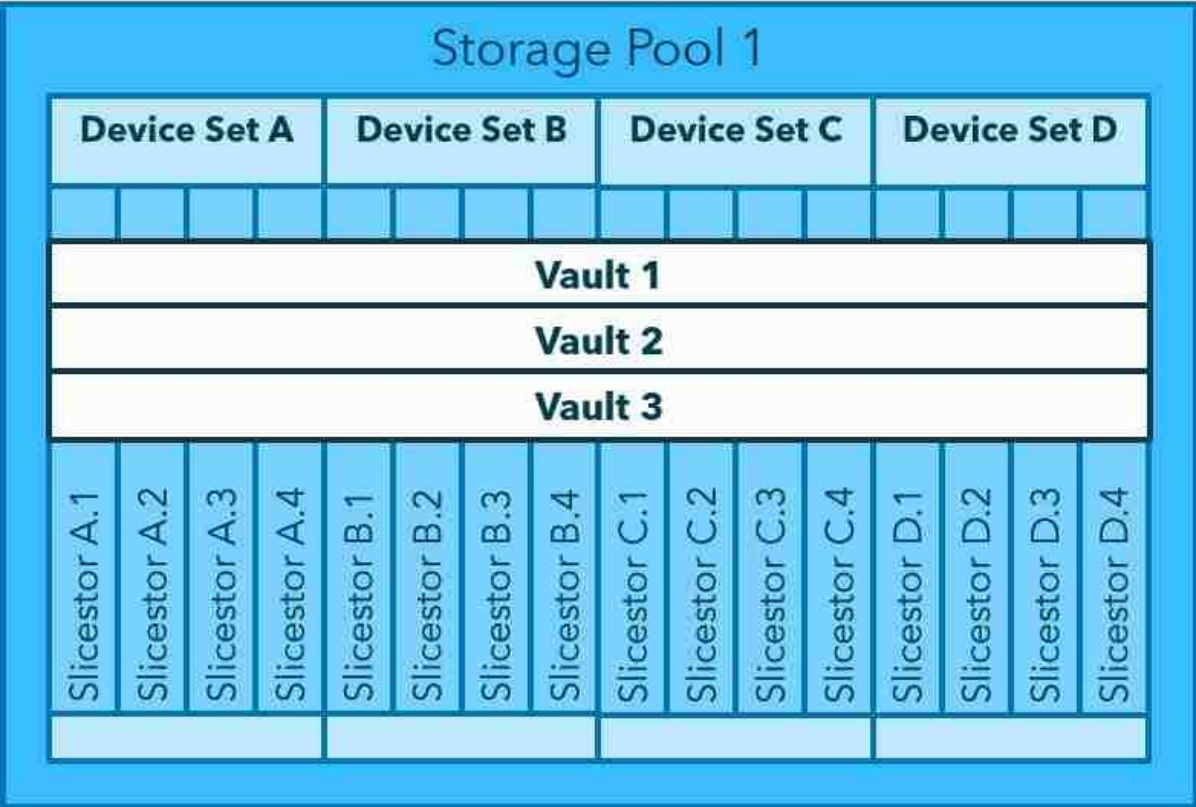 Storage Pool 1
Device Set A
Device Set B
Device Set C
Device Set D
Vault 1
Vault 2
Vault 3
Slicestor A.1
Slicestor A.2
Slicestor A.3
Slicestor A.4
Slicestor B.1
Slicestor B.2
Slicestor B.3
Slicestor B.4
Slicestor C.1
Slicestor C.2
Slicestor C.3
Slicestor C.4
Slicestor D.1
Slicestor D.2
Slicestor D.3
Slicestor D.4